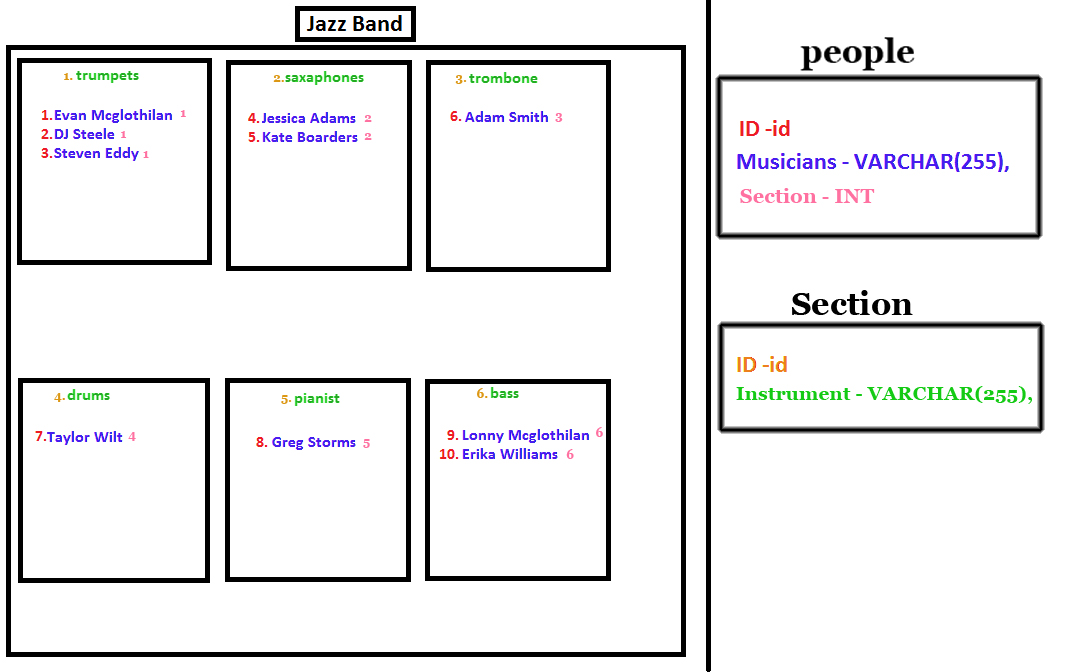 Jazz Band
1. trumpets
1.Evan Mcglothilan 1
2.DJ Steele 1
3.Steven Eddy 1
2.saxaphones
4.Jessica Adams 2
5.Kate Boarders 2
3. trombone
6. Adam Smith 3
4.drums
7.Taylor Wilt 4
5. pianist
8. Greg Storms 5
6. bass
9. Lonny Mcglothilan 6
10. Erika Williams 6
people
ID -id
Musicians - VARCHAR(255),
Section - INT
Section
ID -id
Instrument - VARCHAR(255),